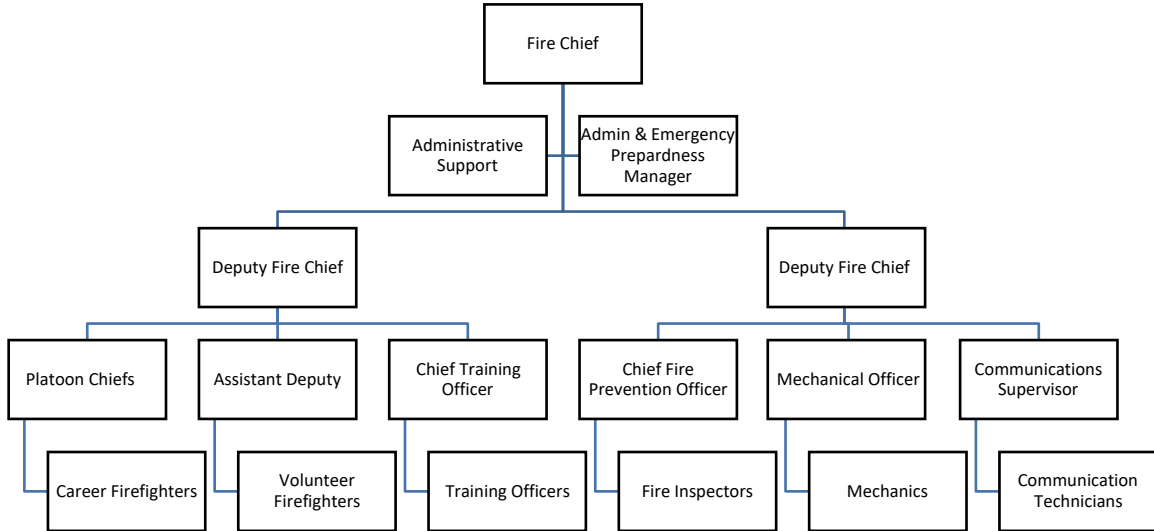 Fire Chief
Administrative
Support
Admin & Emergency
Prepardness
Manager
Deputy Fire Chief
Deputy Fire Chief
Platoon Chiefs
Assistant Deputy
Chief Training
Officer
Chief Fire
Prevention Officer
Mechanical Officer
Communications
Supervisor
Career Firefighters
Volunteer
Firefighters
Training Officers
Fire Inspectors
Mechanics
Communication
Technicians